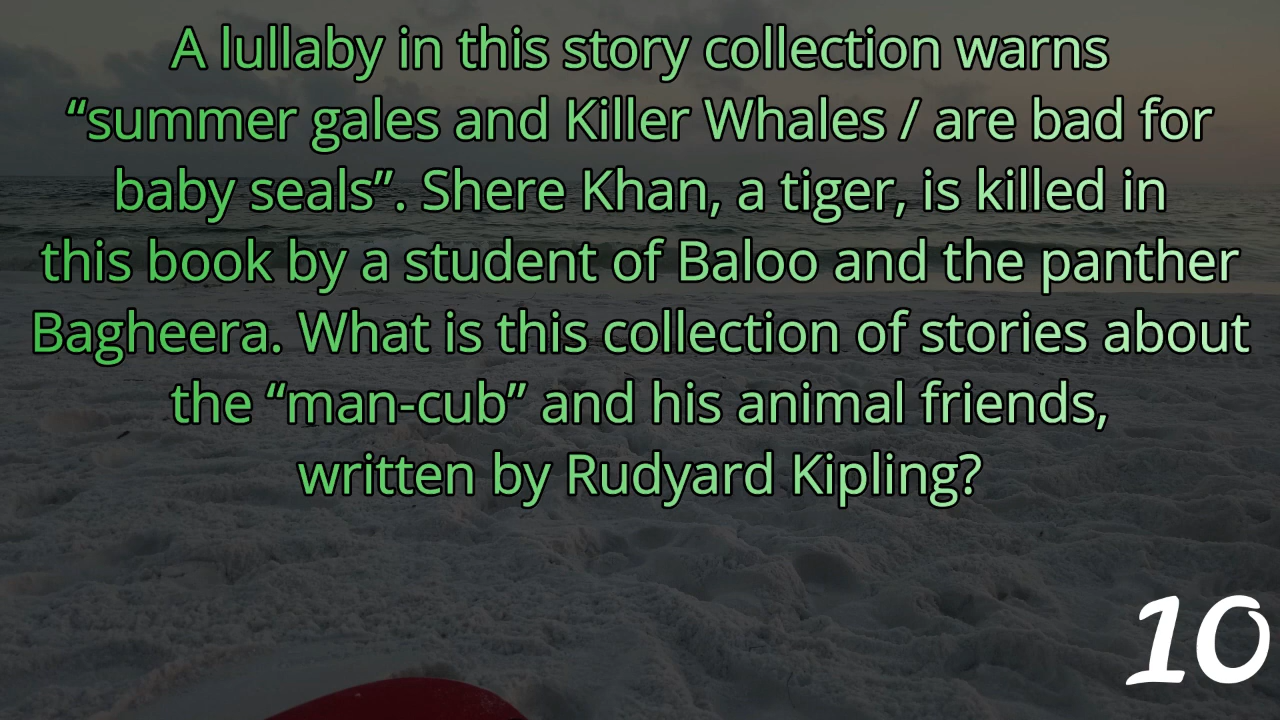 A lullaby in this story collection warns
“summer gales and Killer Whales / are bad for
baby seals”. Shere Khan, a tiger, is killed in
this book by a student of Baloo and the panther
Bagheera. What is this collection of stories about
the “man-cub” and his animal friends,
written by Rudyard Kipling?
10